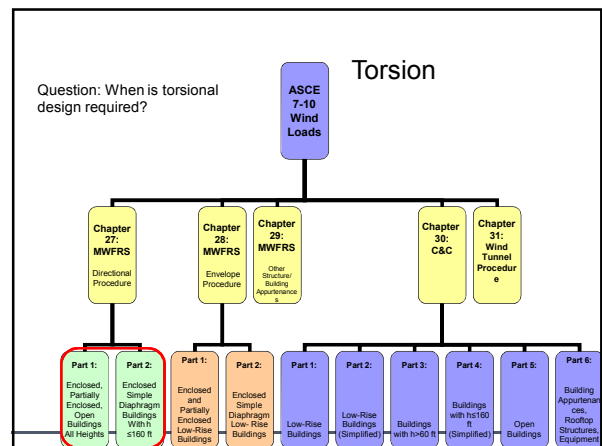 Torsion
Question: When is torsional
design required?
ASCE
7-10
Wind
Loads
Chapter
27:
MWFRS
Directional
Procedure
Chapter
28:
MWFRS
Envelope
Procedure
Chapter
29:
MWFRS
Other
Structure/
Building
Appurtenance
s
Chapter
30:
C&C
Chapter
31:
Wind
Tunnel
Procedur
e
Part 1:
Enclosed,
Partially
Enclosed,
Open
Buildings
All Heights
Part 2:
Enclosed
Simple
Diaphragm
Buildings
With h
≤160 ft
Part 1:
Enclosed
and
Partially
Enclosed
Low-Rise
Buildings
Part 2:
Enclosed
Simple
Diaphragm
Low- Rise
Buildings
Part 1:
Low-Rise
Buildings
Part 2:
Low-Rise
Buildings
(Simplified)
Part 3:
Buildings
with h>60 ft
Part 4:
Buildings
with h≤160
ft
(Simplified)
Part 5:
Open
Buildings
Part 6:
Building
Appurtenan
ces,
Rooftop
Structures,
Equipment